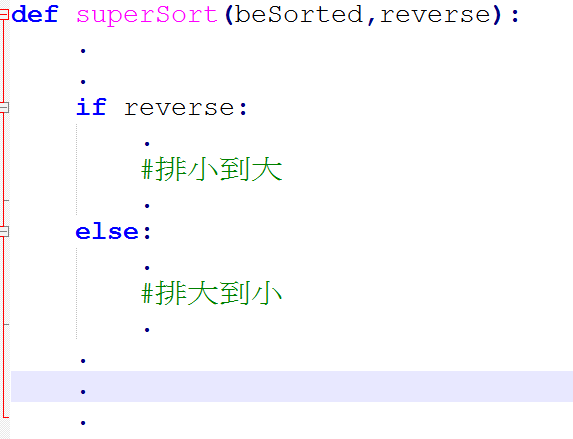 def superSort(beSorted,reverse):
.
.
if reverse:
.
#排小到大
.
else:
.
#排大到小
.
.
.
.